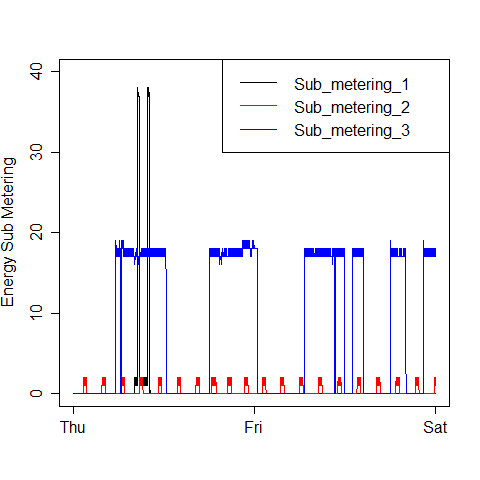 Sub_metering_1
Sub_metering_2
Sub_metering_3
Energy Sub Metering
40
30
20
10
0
Thu Fri Sat